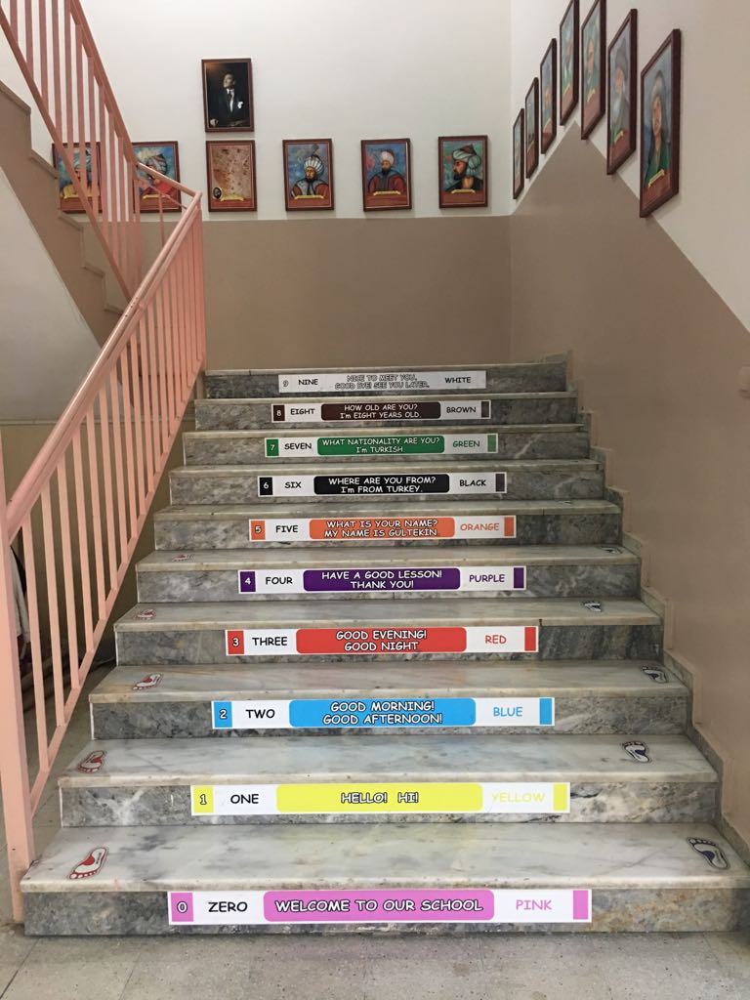 9 NINE NICE TO MEET YOU. WHITE
GOOD BYE! SEE YOU LATER.
8 EIGHT HOW OLD ARE YOU? BROWN
I'm EIGHT YEARS OLD.
7 SEVEN WHAT NATIONALITY ARE YOU? GREEN
I'm TURKISH
6 SIX WHERE ARE YOU FROM? BLACK
I'm FROM TURKEY.
5 FIVE WHAT IS YOUR NAME? ORANGE
MY NAME IS GULTEKIN.
4 FOUR HAVE A GOOD LESSON! PURPLE
THANK YOU!
3 THREE GOOD EVENING! RED
GOOD NIGHT
2 TWO GOOD MORNING! BLUE
GOOD AFTERNOON!
1 ONE HELLO! HI! YELLOW
0 ZERO WELCOME TO OUR SCHOOL PINK